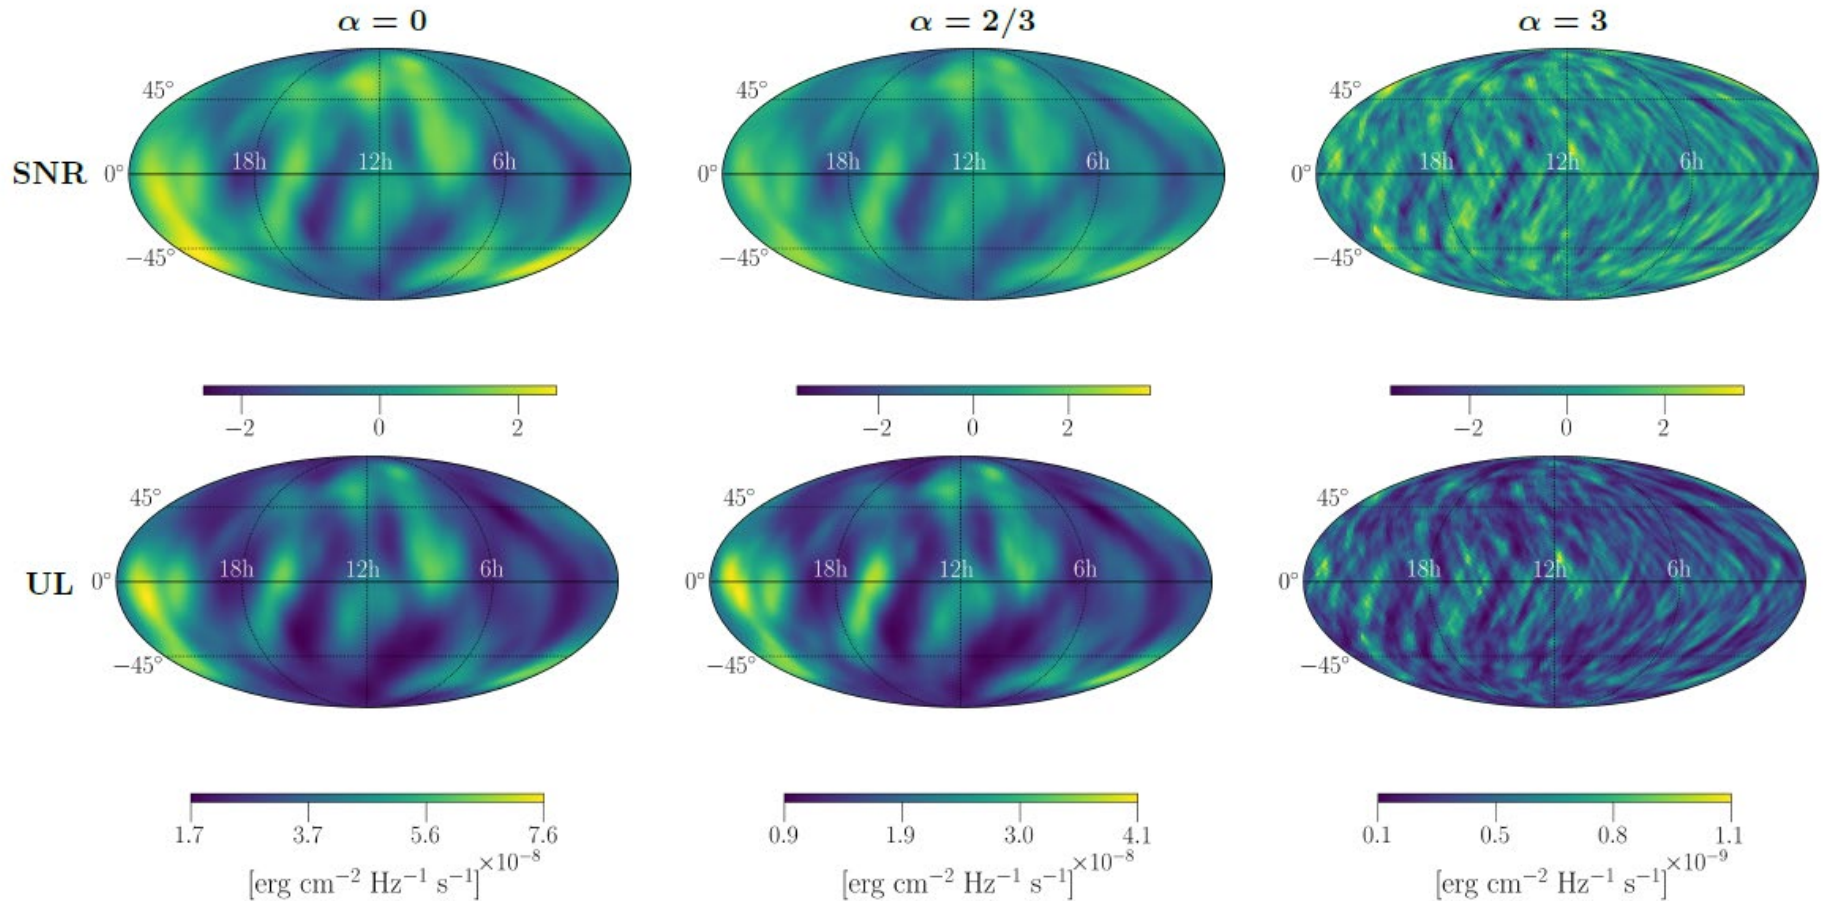 α = 0 α = 2/3 α = 3
45° 45° 45°
SNR 0° 18h 12h 6h 0° 18h 12h 6h 0° 18h 12h 6h
−45° −45° −45°
−2 0 2 −2 0 2 −2 0 2
45° 45° 45°
UL 0° 18h 12h 6h 0° 18h 12h 6h 0° 18h 12h 6h
−45° −45° −45°
1.7 3.7 5.6 7.6 0.9 1.9 3.0 4.1 0.1 0.5 0.8 1.1
×10⁻⁸ ×10⁻⁸ ×10⁻⁹
[erg cm⁻² Hz⁻¹ s⁻¹] [erg cm⁻² Hz⁻¹ s⁻¹] [erg cm⁻² Hz⁻¹ s⁻¹]